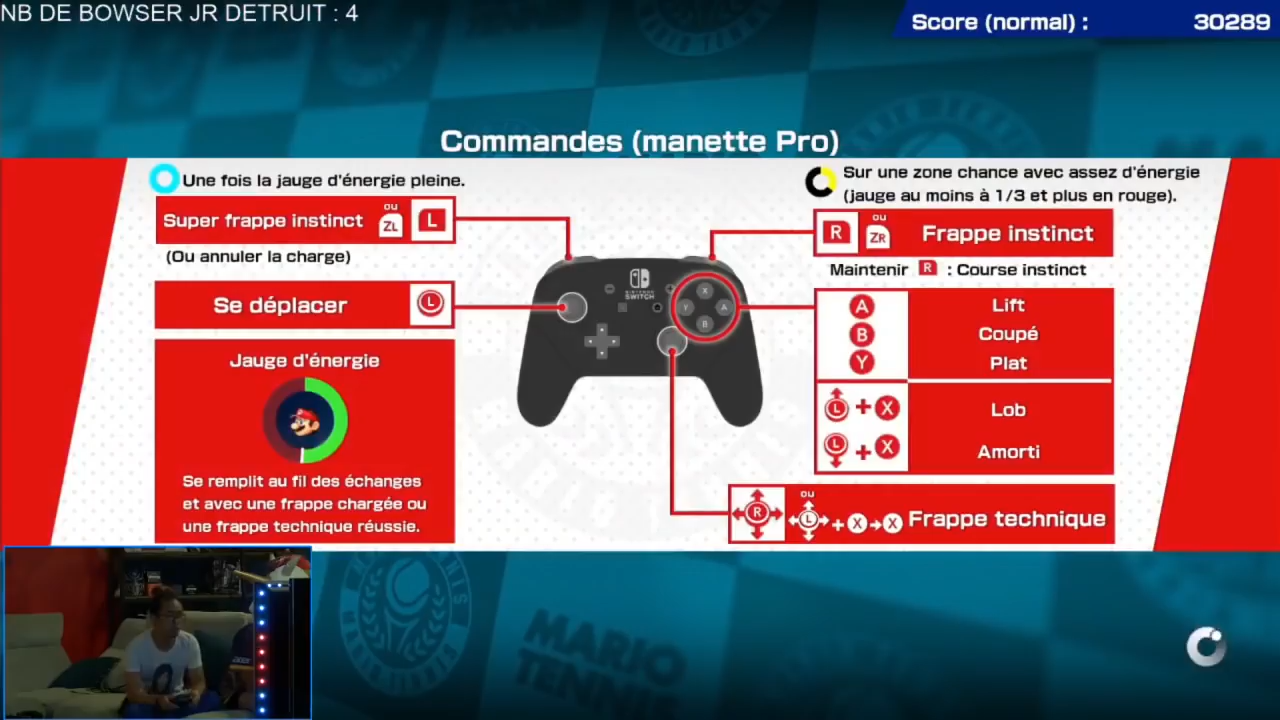 NB DE BOWSER JR DETRUIT : 4
Score (normal) : 30289
Commandes (manette Pro)
Une fois la jauge d'énergie pleine.
Super frappe instinct ou ZL L
(Ou annuler la charge)
Se déplacer L
Jauge d'énergie
Se remplit au fil des échanges
et avec une frappe chargée ou
une frappe technique réussie.
NINTENDO
SWITCH
X
Y A
B
Sur une zone chance avec assez d'énergie
(jauge au moins à 1/3 et plus en rouge).
R ou ZR Frappe instinct
Maintenir R : Course instinct
A Lift
B Coupé
Y Plat
L + X Lob
L + X Amorti
R ou L + X → X Frappe technique
MARIO
TENNIS